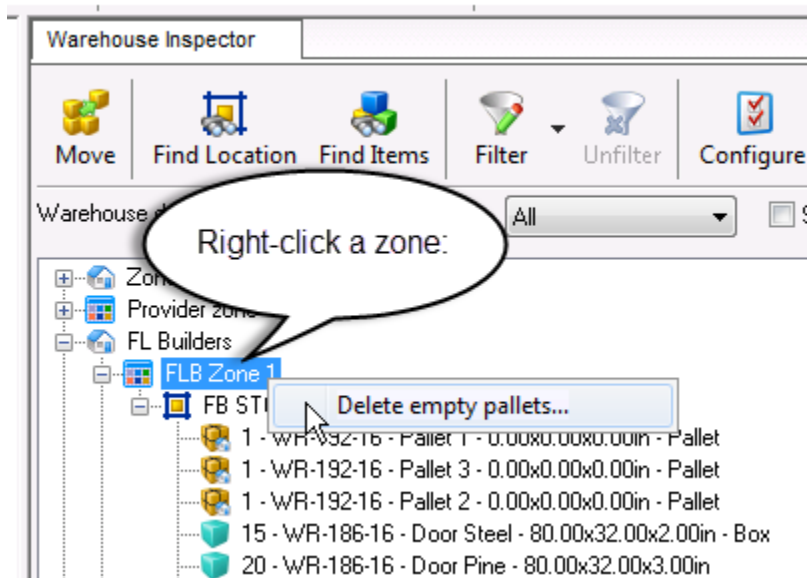 Warehouse Inspector
Move Find Location Find Items Filter Unfilter Configure
Warehouse All
Right-click a zone:
Provider zone
FL Builders
FLB Zone 1
Delete empty pallets...
FB
1 - WR-192-16 - Pallet 1 - 0.00x0.00x0.00in - Pallet
1 - WR-192-16 - Pallet 3 - 0.00x0.00x0.00in - Pallet
1 - WR-192-16 - Pallet 2 - 0.00x0.00x0.00in - Pallet
15 - WR-186-16 - Door Steel - 80.00x32.00x2.00in - Box
20 - WR-186-16 - Door Pine - 80.00x32.00x3.00in